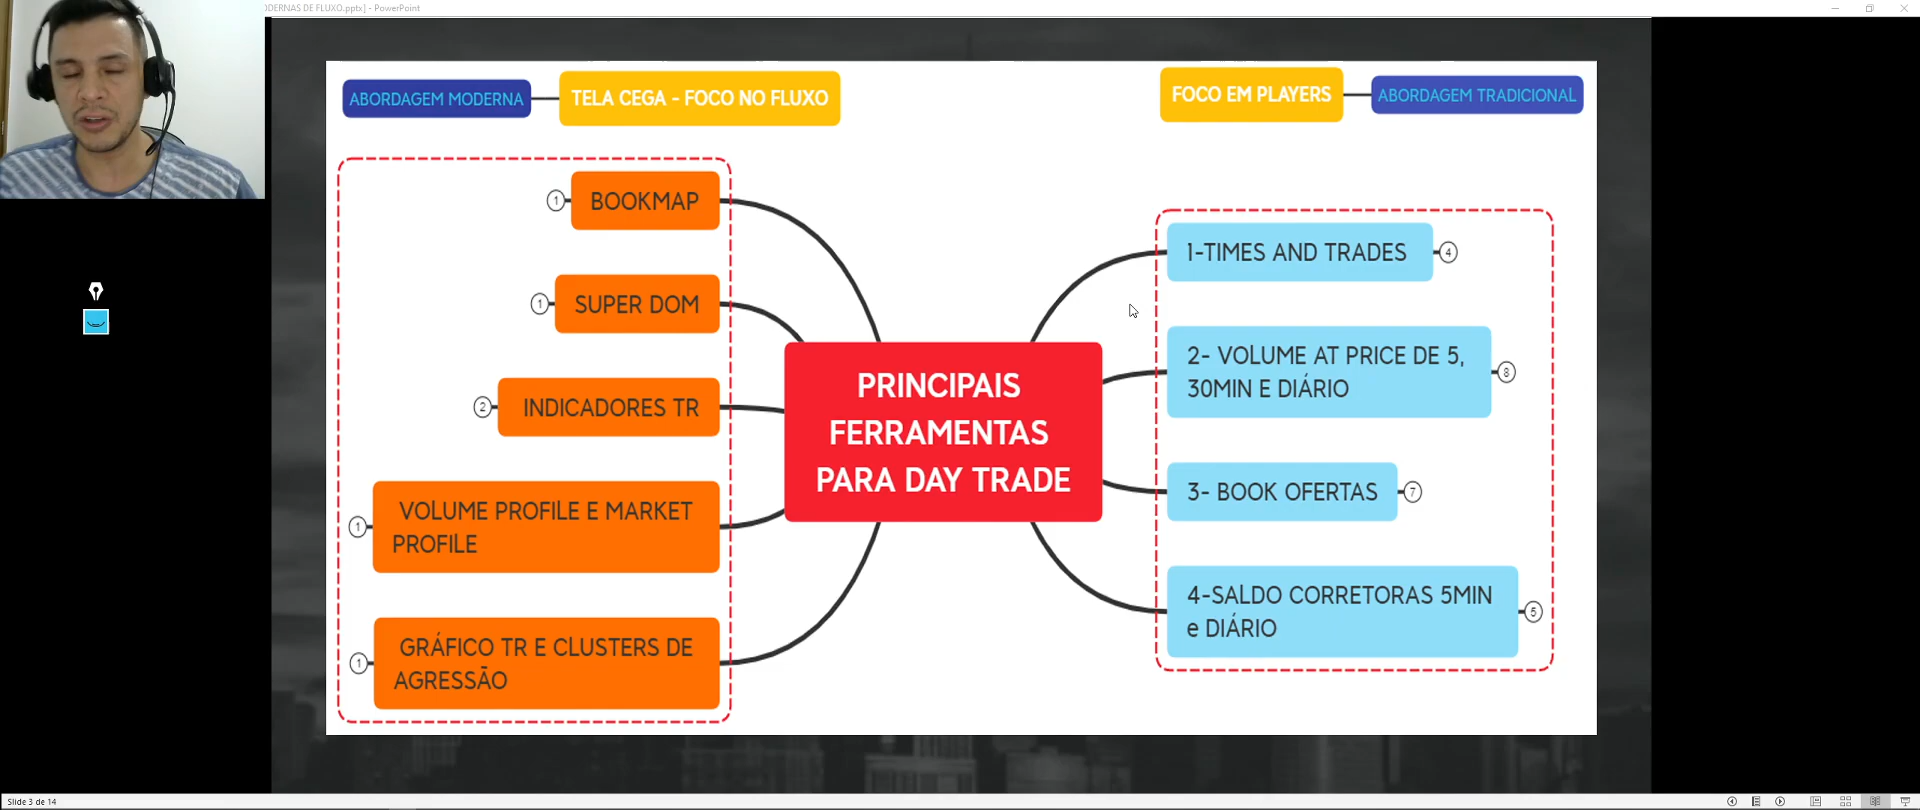 DERNAS DE FLUXO.pptx] - PowerPoint
ABORDAGEM MODERNA
TELA CEGA - FOCO NO FLUXO
FOCO EM PLAYERS
ABORDAGEM TRADICIONAL
1
BOOKMAP
1
SUPER DOM
2
INDICADORES TR
1
VOLUME PROFILE E MARKET
PROFILE
1
GRÁFICO TR E CLUSTERS DE
AGRESSÃO
PRINCIPAIS
FERRAMENTAS
PARA DAY TRADE
1-TIMES AND TRADES
4
2- VOLUME AT PRICE DE 5,
30MIN E DIÁRIO
8
3- BOOK OFERTAS
7
4-SALDO CORRETORAS 5MIN
e DIÁRIO
5
Slide 3 de 14